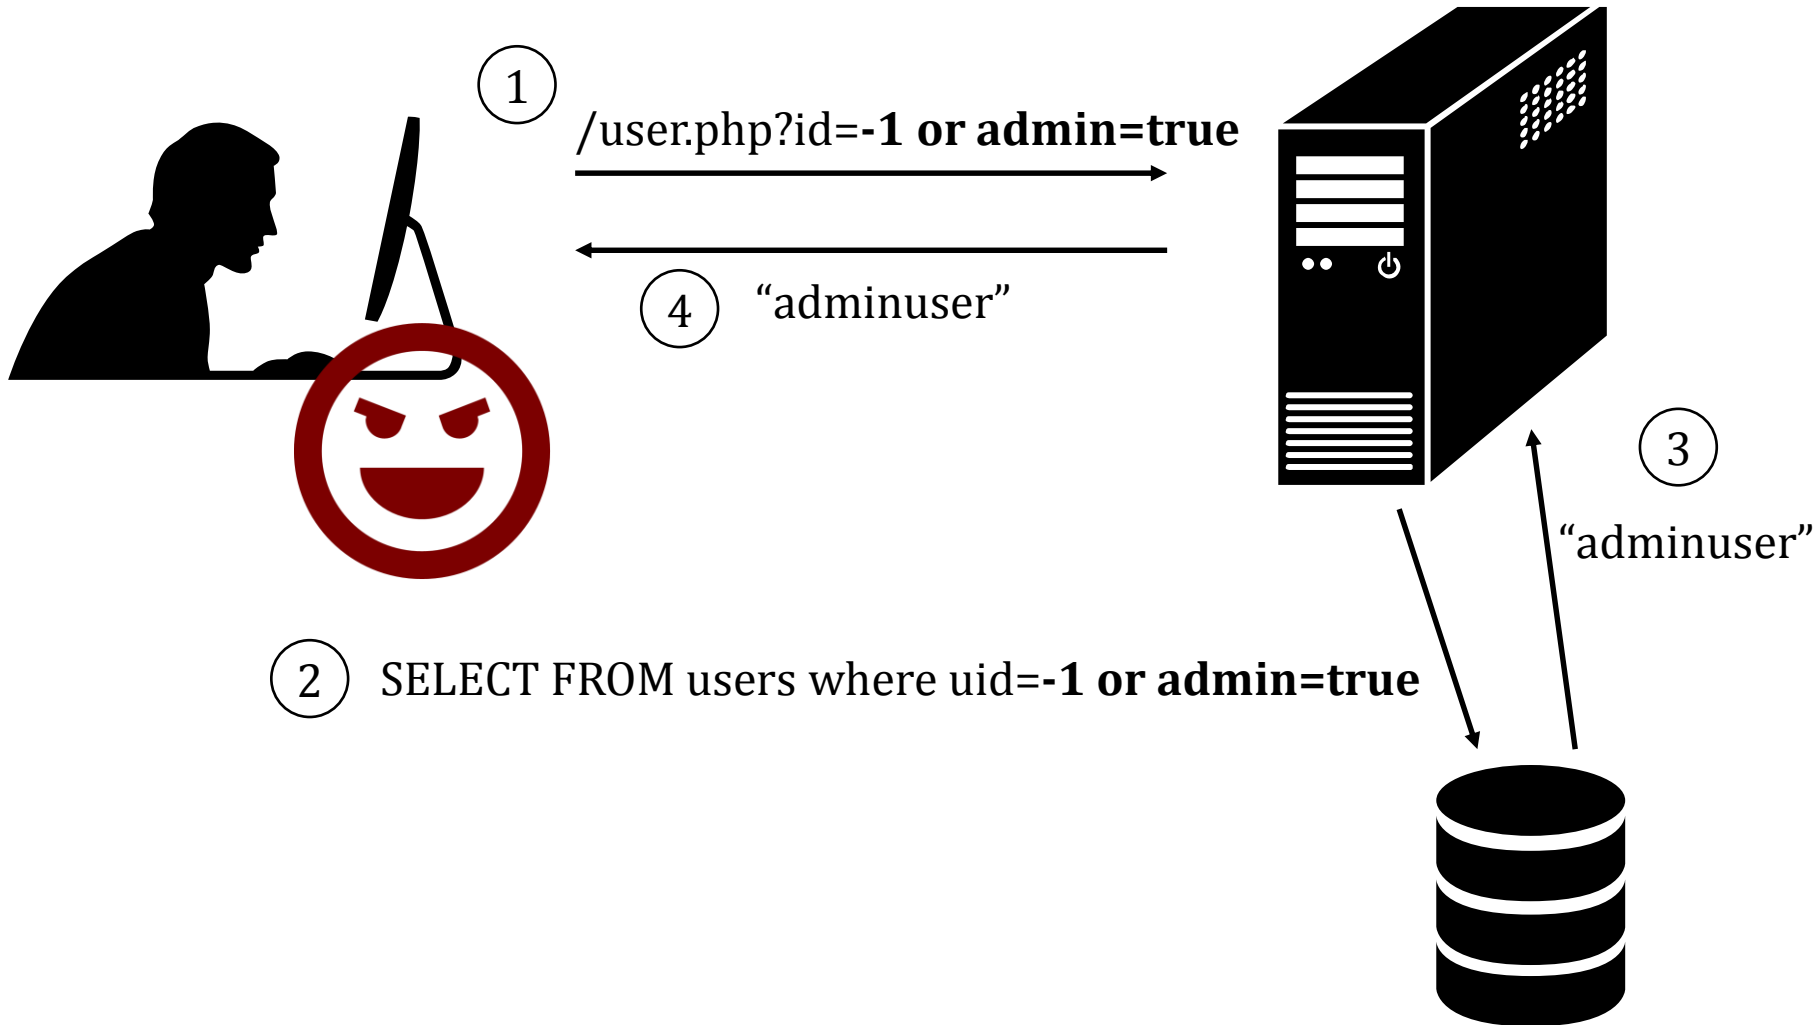 1
/user.php?id=-1 or admin=true
4
“adminuser”
3
“adminuser”
2
SELECT FROM users where uid=-1 or admin=true